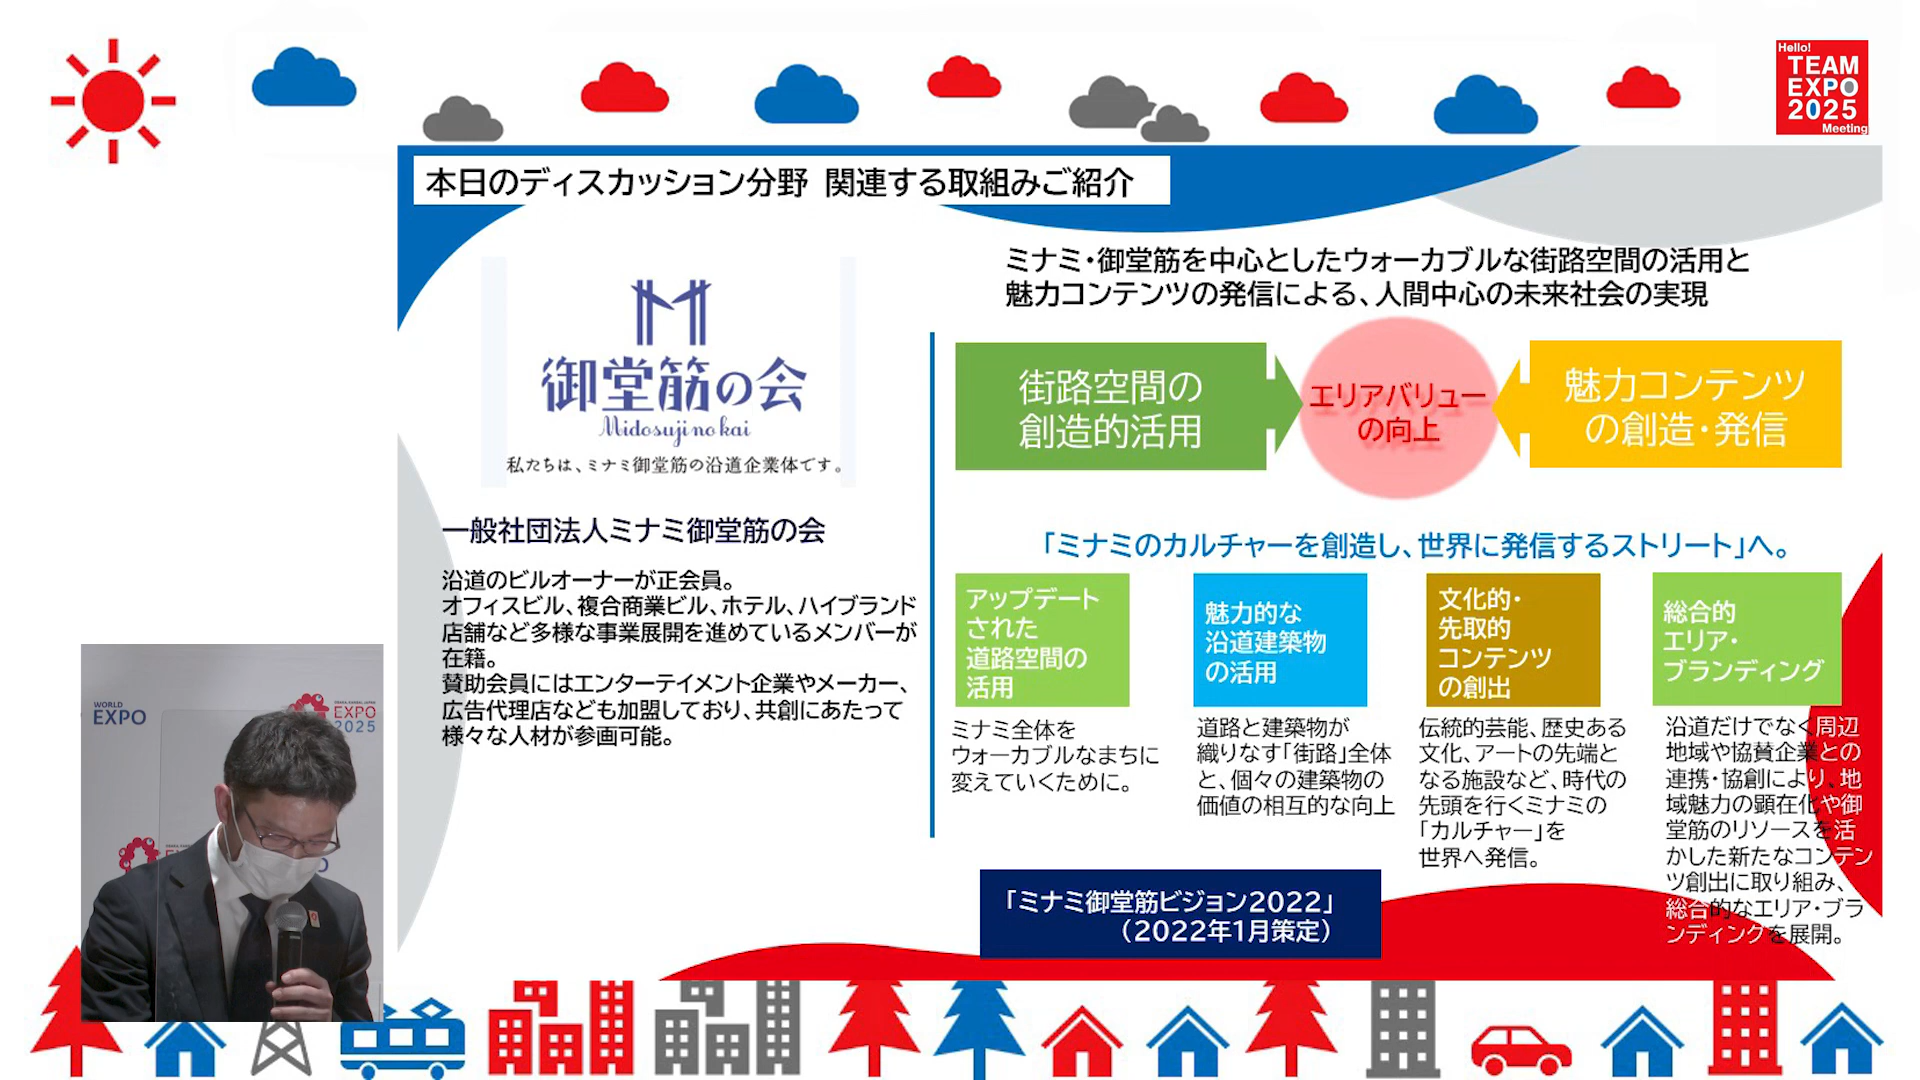 Hello!
TEAM
EXPO
2025
Meeting
本日のディスカッション分野 関連する取組みご紹介
御堂筋の会
Midosuji no kai
私たちは、ミナミ御堂筋の沿道企業体です。
一般社団法人ミナミ御堂筋の会
沿道のビルオーナーが正会員。
オフィスビル、複合商業ビル、ホテル、ハイブランド
店舗など多様な事業展開を進めているメンバーが
在籍。
賛助会員にはエンターテイメント企業やメーカー、
広告代理店なども加盟しており、共創にあたって
様々な人材が参画可能。
ミナミ・御堂筋を中心としたウォーカブルな街路空間の活用と
魅力コンテンツの発信による、人間中心の未来社会の実現
街路空間の
創造的活用
エリアバリュー
の向上
魅力コンテンツ
の創造・発信
「ミナミのカルチャーを創造し、世界に発信するストリート」へ。
アップデート
された
道路空間の
活用
ミナミ全体を
ウォーカブルなまちに
変えていくために。
魅力的な
沿道建築物
の活用
道路と建築物が
織りなす「街路」全体
と、個々の建築物の
価値の相互的な向上
文化的・
先取的
コンテンツ
の創出
伝統的芸能、歴史ある
文化、アートの先端と
なる施設など、時代の
先頭を行くミナミの
「カルチャー」を
世界へ発信。
総合的
エリア・
ブランディング
沿道だけでなく周辺
地域や協賛企業との
連携・協創により、地
域魅力の顕在化や御
堂筋のリソースを活
かした新たなコンテン
ツ創出に取り組み、
総合的なエリア・ブラ
ンディングを展開。
「ミナミ御堂筋ビジョン2022」
（2022年1月策定）
WORLD
EXPO
EXPO
2025